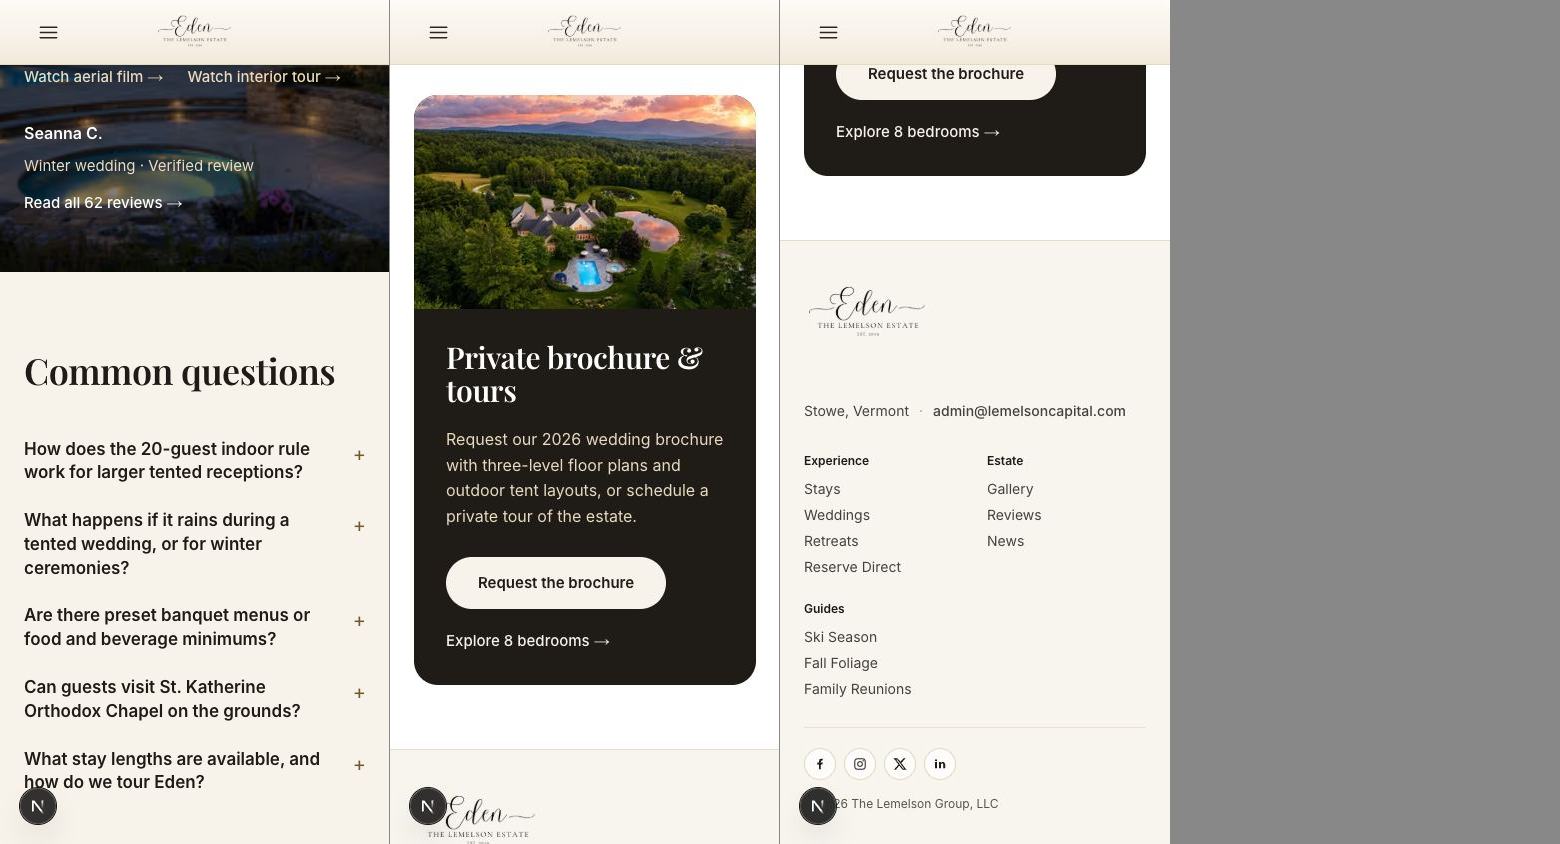 Eden
THE LEMELSON ESTATE
Watch aerial film → Watch interior tour →
Seanna C.
Winter wedding · Verified review
Read all 62 reviews →
Common questions
How does the 20-guest indoor rule
work for larger tented receptions?
+
What happens if it rains during a
tented wedding, or for winter
ceremonies?
+
Are there preset banquet menus or
food and beverage minimums?
+
Can guests visit St. Katherine
Orthodox Chapel on the grounds?
+
What stay lengths are available, and
how do we tour Eden?
+
N
Eden
THE LEMELSON ESTATE
Private brochure &
tours
Request our 2026 wedding brochure
with three-level floor plans and
outdoor tent layouts, or schedule a
private tour of the estate.
Request the brochure
Explore 8 bedrooms →
N
Eden
THE LEMELSON ESTATE
Eden
THE LEMELSON ESTATE
Request the brochure
Explore 8 bedrooms →
Eden
THE LEMELSON ESTATE
Stowe, Vermont · admin@lemelsoncapital.com
Experience
Stays
Weddings
Retreats
Reserve Direct
Estate
Gallery
Reviews
News
Guides
Ski Season
Fall Foliage
Family Reunions
f
X
in
N
26 The Lemelson Group, LLC